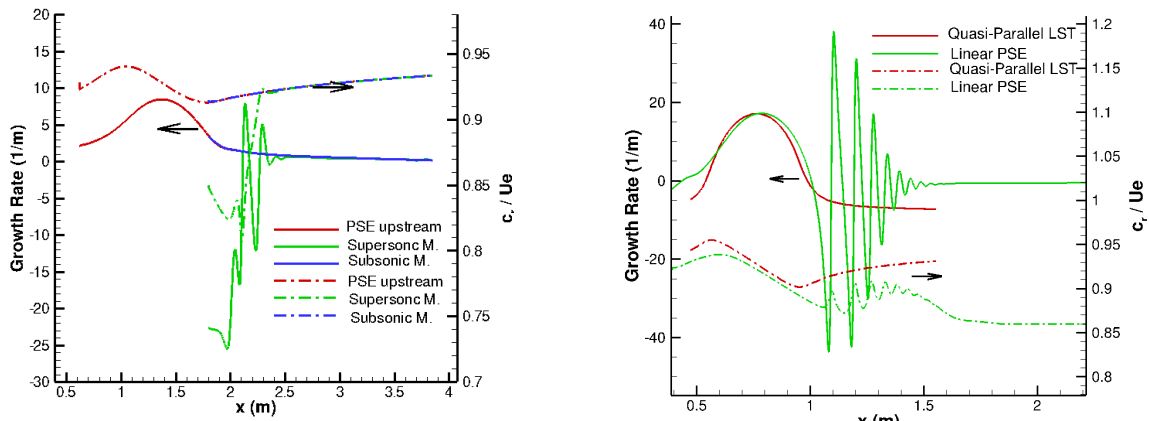 20
15
10
5
0
-5
-10
-15
-20
-25
-30
Growth Rate (1/m)
0.5
1
1.5
2
2.5
3
3.5
4
x (m)
0.95
0.9
0.85
0.8
0.75
0.7
c, / Ue
PSE upstream
Supersonc M.
Subsonic M.
PSE upstream
Supersonc M.
Subsonic M.
40
20
0
-20
-40
Growth Rate (1/m)
0.5
1
1.5
2
x (m)
1.2
1.15
1.1
1.05
1
0.95
0.9
0.85
0.8
cr / Ue
Quasi-Parallel LST
Linear PSE
Quasi-Parallel LST
Linear PSE